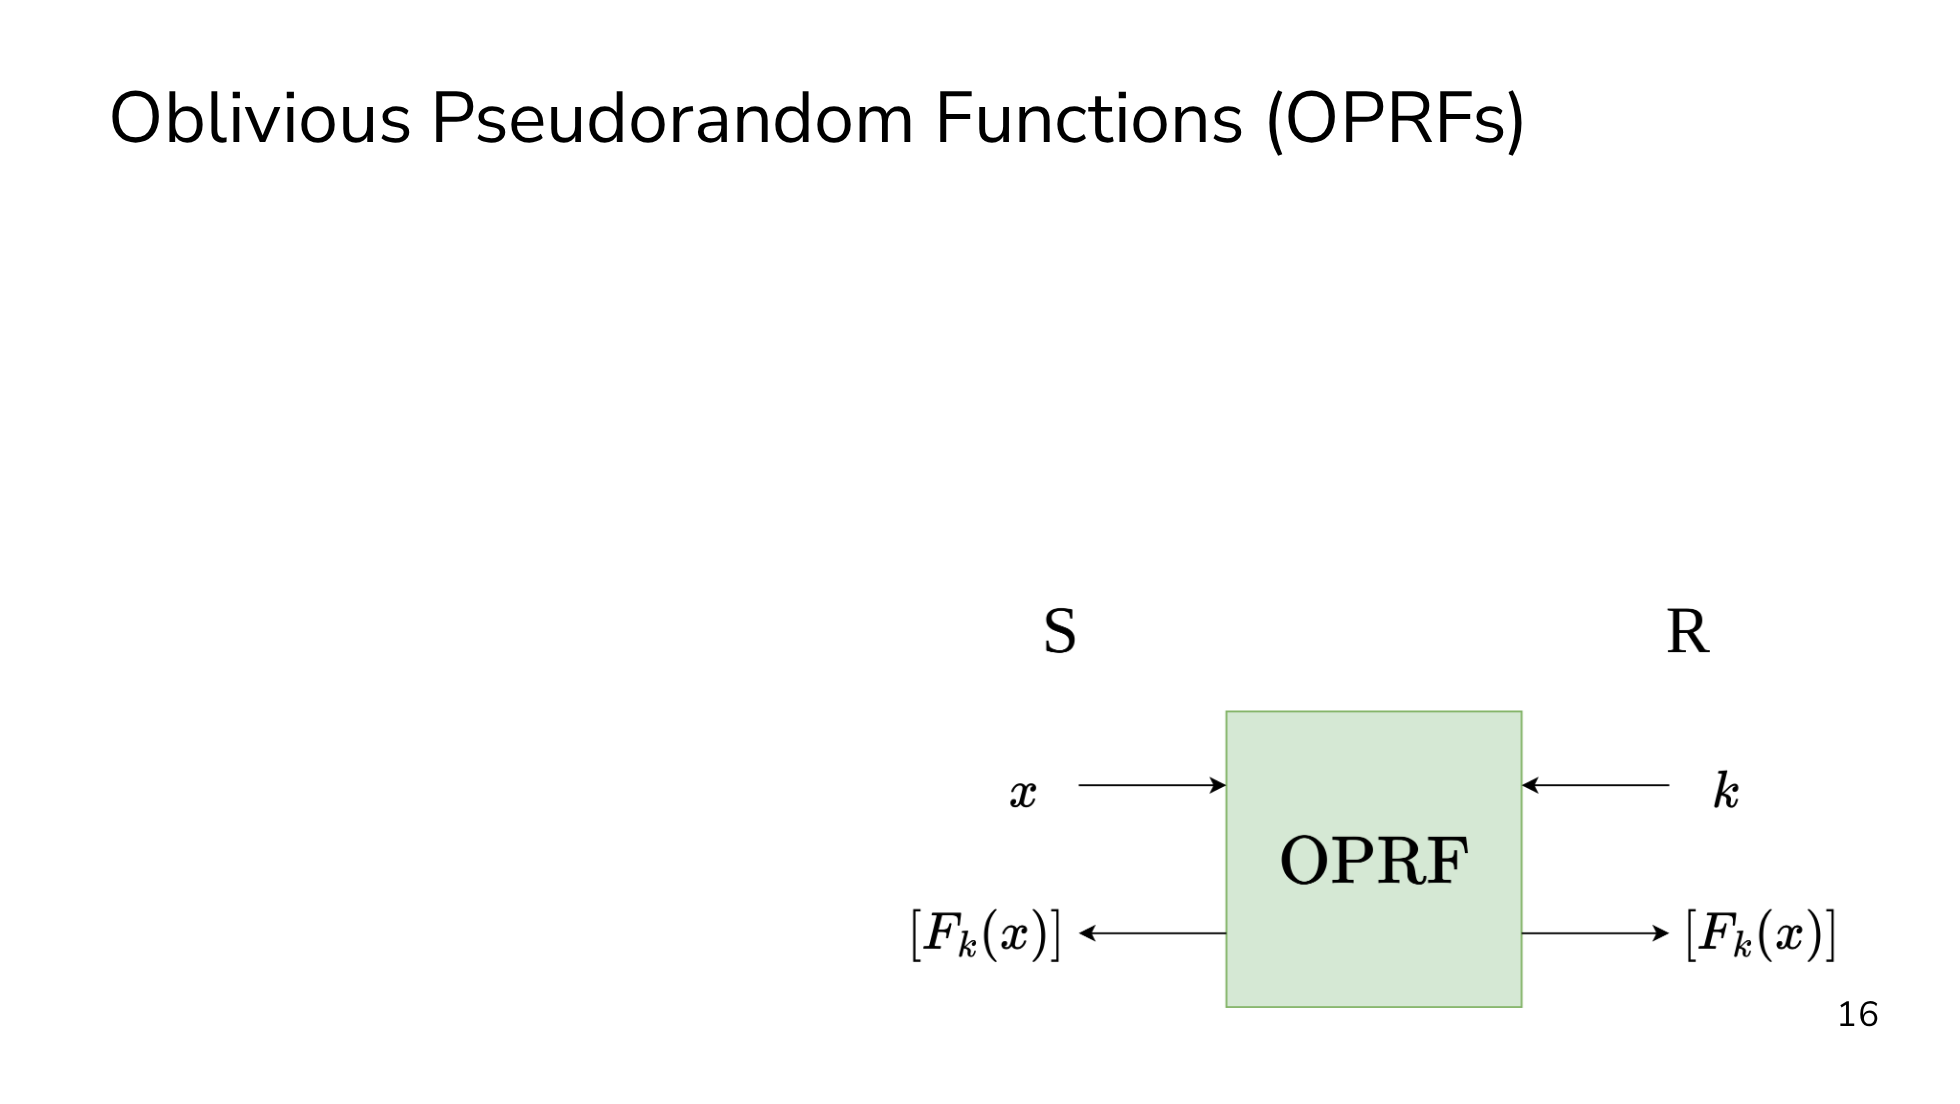 Oblivious Pseudorandom Functions (OPRFs)
S R
x k
OPRF
[F_k(x)] [F_k(x)]
16